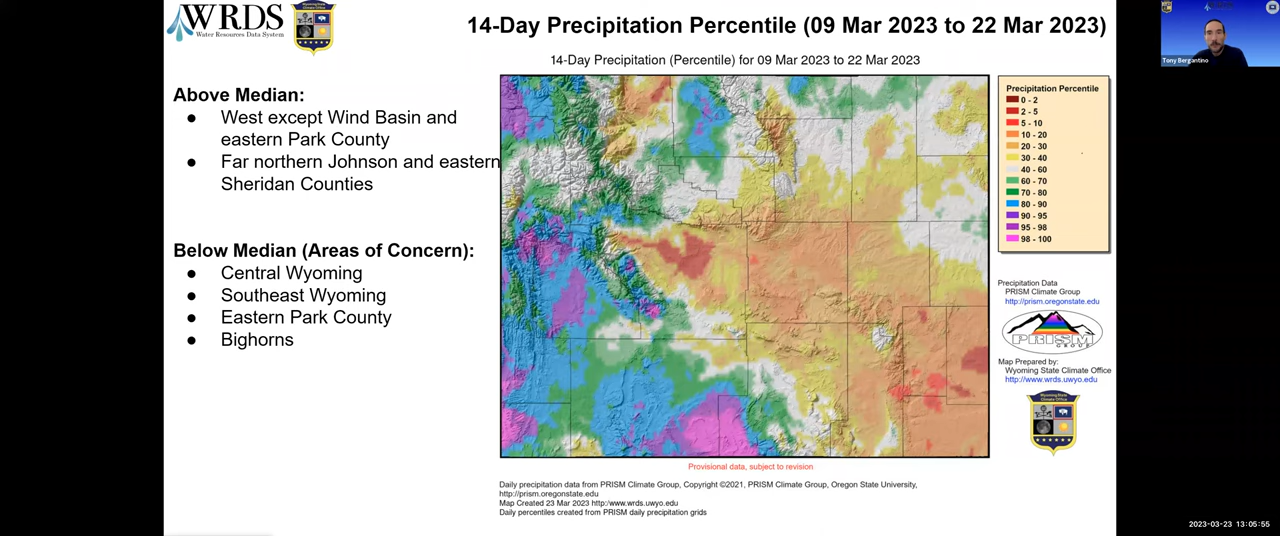 WRDS
Water Resources Data System
14-Day Precipitation Percentile (09 Mar 2023 to 22 Mar 2023)
14-Day Precipitation (Percentile) for 09 Mar 2023 to 22 Mar 2023
Above Median:
● West except Wind Basin and
eastern Park County
● Far northern Johnson and eastern
Sheridan Counties
Below Median (Areas of Concern):
● Central Wyoming
● Southeast Wyoming
● Eastern Park County
● Bighorns
Precipitation Percentile
0 - 2
2 - 5
5 - 10
10 - 20
20 - 30
30 - 40
40 - 60
60 - 70
70 - 80
80 - 90
90 - 95
95 - 98
98 - 100
Precipitation Data
PRISM Climate Group
http://prism.oregonstate.edu
PRISM
GROUP
Map Prepared by:
Wyoming State Climate Office
http://www.wrds.uwyo.edu
Wyoming State
Climate Office
Provisional data, subject to revision
Daily precipitation data from PRISM Climate Group, Copyright ©2021, PRISM Climate Group, Oregon State University,
http://prism.oregonstate.edu
Map Created 23 Mar 2023 http:/www.wrds.uwyo.edu
Daily percentiles created from PRISM daily precipitation grids
Tony Bergantino
2023-03-23 13:05:55